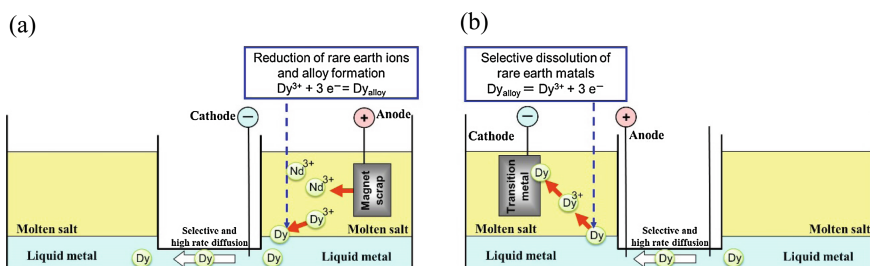 (a)
Reduction of rare earth ions
and alloy formation
Dy³⁺ + 3 e⁻ = Dyalloy
Cathode
−
+
Anode
Nd³⁺
Nd³⁺
Magnet
scrap
Dy³⁺
Dy
Molten salt
Selective and
high rate diffusion
Molten salt
Liquid metal
Dy
Dy
Dy
Liquid metal
(b)
Selective dissolution of
rare earth matals
Dyalloy = Dy³⁺ + 3 e⁻
−
+
Cathode
Anode
Transition
metal
Dy
Dy³⁺
Dy
Molten salt
Selective and
high rate diffusion
Molten salt
Liquid metal
Dy
Dy
Liquid metal